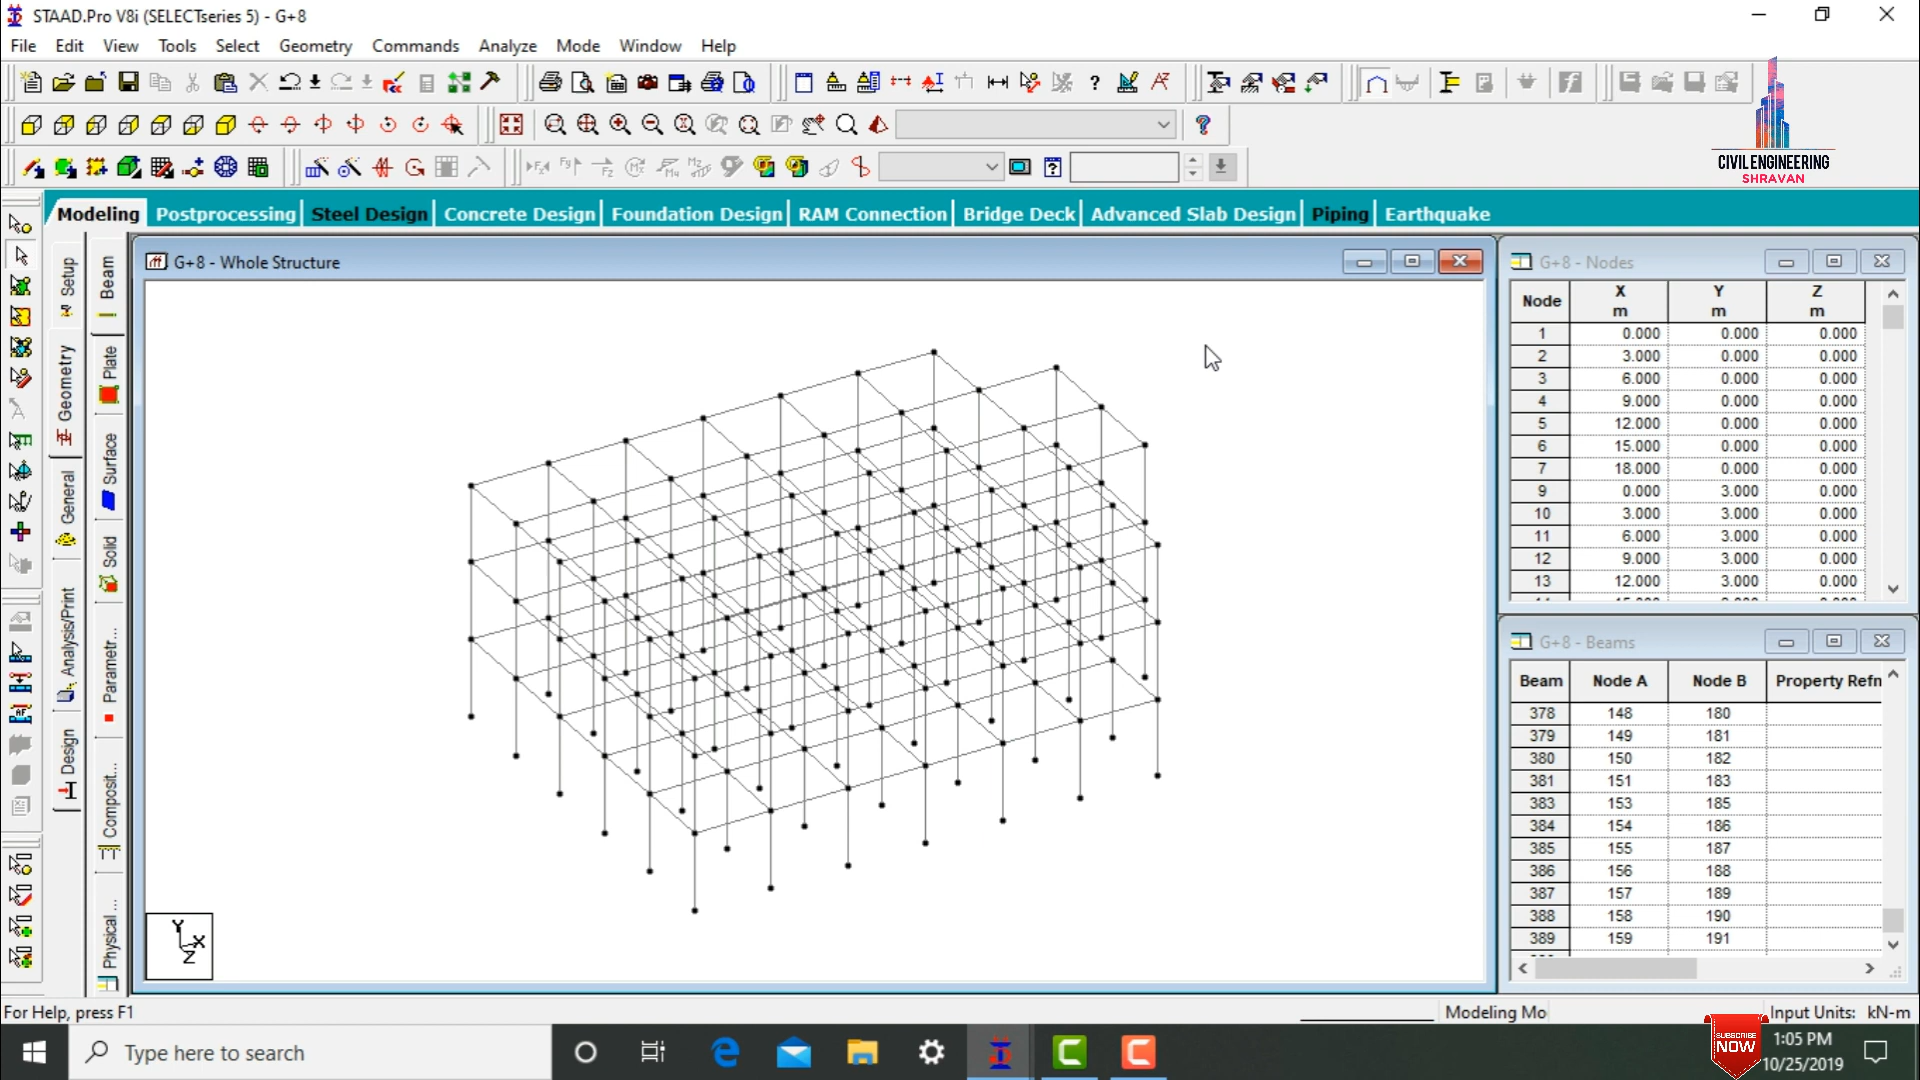 STAAD.Pro V8i (SELECTseries 5) - G+8
File Edit View Tools Select Geometry Commands Analyze Mode Window Help
CIVIL ENGINEERING
SHRAVAN
Modeling Postprocessing Steel Design Concrete Design Foundation Design RAM Connection Bridge Deck Advanced Slab Design Piping Earthquake
Setup
Geometry
General
Analysis/Print
Design
Beam
Plate
Surface
Solid
Parametr...
Composit...
Physical ...
G+8 - Whole Structure
Y
X
Z
G+8 - Nodes
Node X m Y m Z m
1 0.000 0.000 0.000
2 3.000 0.000 0.000
3 6.000 0.000 0.000
4 9.000 0.000 0.000
5 12.000 0.000 0.000
6 15.000 0.000 0.000
7 18.000 0.000 0.000
9 0.000 3.000 0.000
10 3.000 3.000 0.000
11 6.000 3.000 0.000
12 9.000 3.000 0.000
13 12.000 3.000 0.000
G+8 - Beams
Beam Node A Node B Property Refn
378 148 180
379 149 181
380 150 182
381 151 183
383 153 185
384 154 186
385 155 187
386 156 188
387 157 189
388 158 190
389 159 191
For Help, press F1
Modeling Mo
Input Units: kN-m
Type here to search
SUBSCRIBE
NOW
1:05 PM
10/25/2019